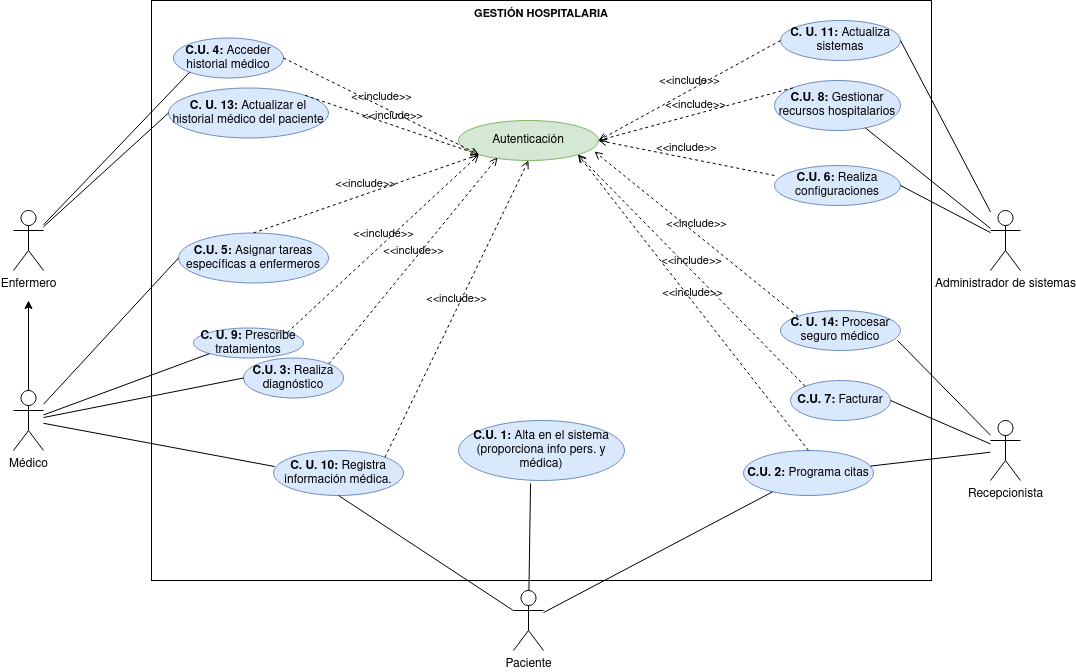 GESTIÓN HOSPITALARIA
C.U. 4: Acceder
historial médico
C. U. 13: Actualizar el
historial médico del paciente
<<include>>
<<include>>
Autenticación
C. U. 11: Actualiza
sistemas
<<include>>
C.U. 8: Gestionar
recursos hospitalarios
<<include>>
<<include>>
C.U. 6: Realiza
configuraciones
<<include>>
Enfermero
C.U. 5: Asignar tareas
específicas a enfermeros
<<include>>
<<include>>
<<include>>
<<include>>
<<include>>
<<include>>
Administrador de sistemas
C. U. 9: Prescribe
tratamientos
C.U. 3: Realiza
diagnóstico
C. U. 14: Procesar
seguro médico
C.U. 7: Facturar
Médico
C. U. 10: Registra
información médica.
C.U. 1: Alta en el sistema
(proporciona info pers. y
médica)
C.U. 2: Programa citas
Recepcionista
Paciente